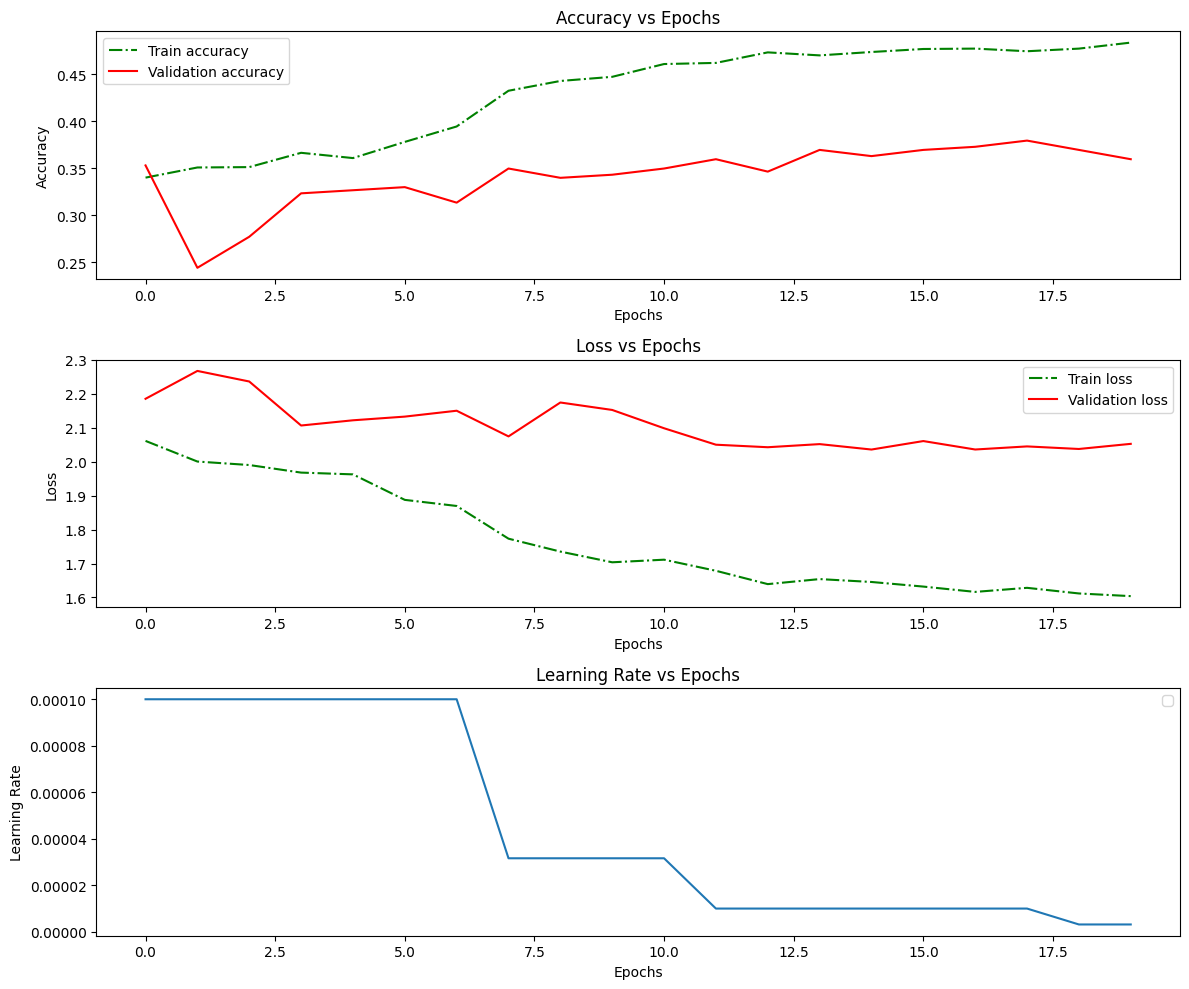 Accuracy vs Epochs
Train accuracy
Validation accuracy
Accuracy
0.45
0.40
0.35
0.30
0.25
0.0 2.5 5.0 7.5 10.0 12.5 15.0 17.5
Epochs
Loss vs Epochs
Train loss
Validation loss
Loss
2.3
2.2
2.1
2.0
1.9
1.8
1.7
1.6
0.0 2.5 5.0 7.5 10.0 12.5 15.0 17.5
Epochs
Learning Rate vs Epochs
Learning Rate
0.00010
0.00008
0.00006
0.00004
0.00002
0.00000
0.0 2.5 5.0 7.5 10.0 12.5 15.0 17.5
Epochs